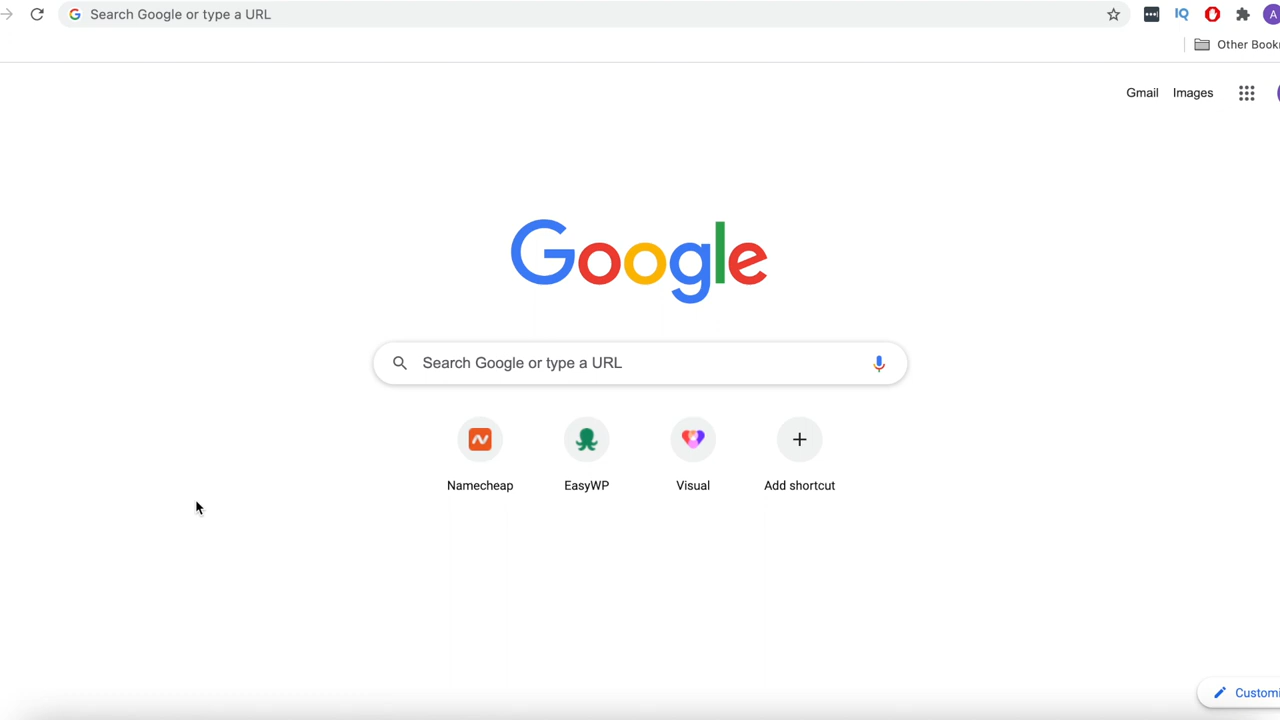 Search Google or type a URL
IQ
A
Other Book
Gmail Images
Google
Search Google or type a URL
Namecheap EasyWP Visual Add shortcut
Customi